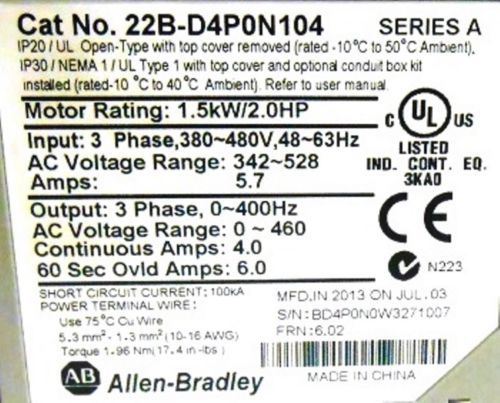 Cat No. 22B-D4P0N104 SERIES A
IP20 / UL Open-Type with top cover removed (rated -10°C to 50°C Ambient).
IP30 / NEMA 1 / UL Type 1 with top cover and optional conduit box kit
installed (rated-10 °C to 40°C Ambient). Refer to user manual.
Motor Rating: 1.5kW/2.0HP
Input: 3 Phase,380~480V,48~63Hz
AC Voltage Range: 342~528
Amps: 5.7
C UL US
LISTED
IND. CONT. EQ.
3KA0
Output: 3 Phase, 0~400Hz
AC Voltage Range: 0 ~ 460
Continuous Amps: 4.0
60 Sec Ovld Amps: 6.0
CE
N223
SHORT CIRCUIT CURRENT: 100kA
POWER TERMINAL WIRE:
Use 75°C Cu Wire
5.3 mm² - 1.3 mm² (10-16 AWG)
Torque 1.96 Nm(17.4 in-lbs )
MFD.IN 2013 ON JUL.03
S/N: BD4P0N0W3271007
FRN: 6.02
AB Allen-Bradley
MADE IN CHINA